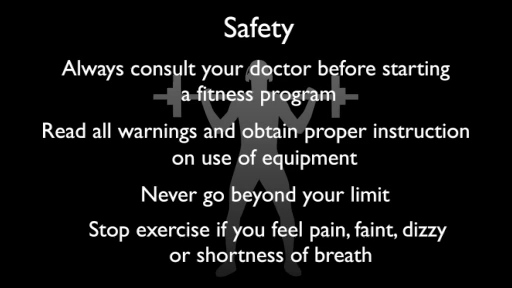 Safety
Always consult your doctor before starting
a fitness program
Read all warnings and obtain proper instruction
on use of equipment
Never go beyond your limit
Stop exercise if you feel pain, faint, dizzy
or shortness of breath